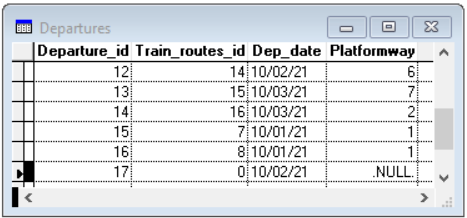 Departures
Departure_id Train_routes_id Dep_date Platformway
12 14 10/02/21 6
13 15 10/03/21 7
14 16 10/03/21 2
15 7 10/01/21 1
16 8 10/01/21 1
17 0 10/02/21 .NULL.